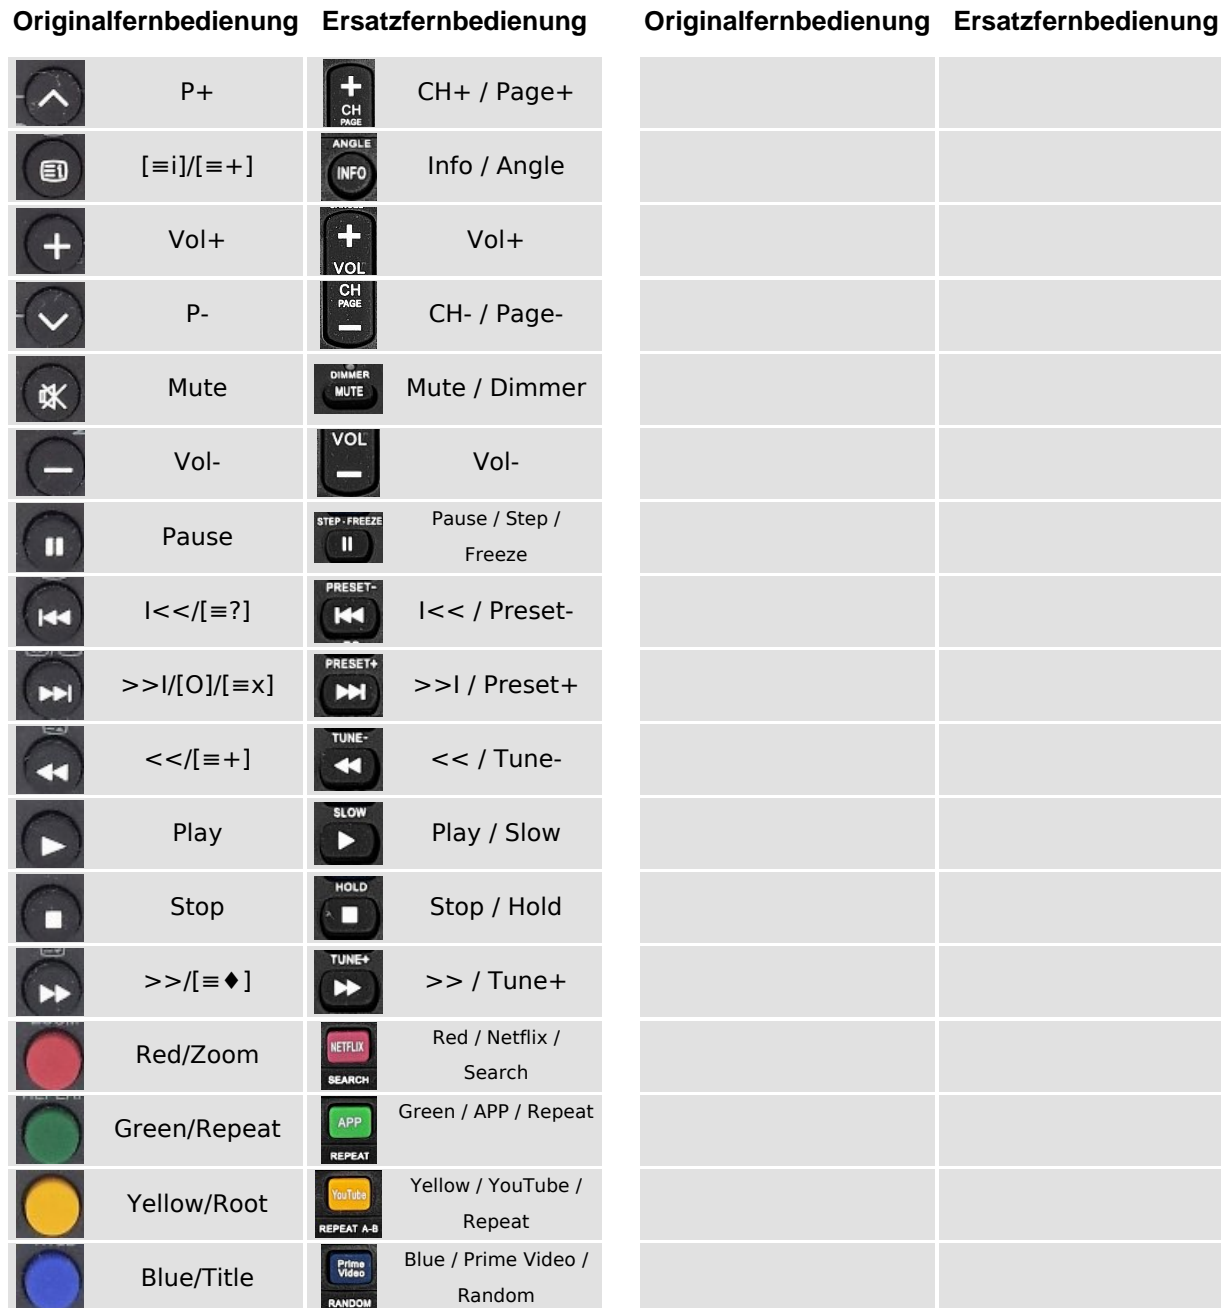 Originalfernbedienung Ersatzfernbedienung Originalfernbedienung Ersatzfernbedienung
P+ + CH PAGE CH+ / Page+
[≡i]/[≡+] ANGLE INFO Info / Angle
Vol+ + VOL Vol+
P- CH PAGE - CH- / Page-
Mute DIMMER MUTE Mute / Dimmer
Vol- VOL - Vol-
Pause STEP-FREEZE Pause / Step /
Freeze
I<</[≡?] PRESET- I<< / Preset-
>>I/[O]/[≡x] PRESET+ >>I / Preset+
<</[≡+] TUNE- << / Tune-
Play SLOW Play / Slow
Stop HOLD Stop / Hold
>>/[≡♦] TUNE+ >> / Tune+
Red/Zoom NETFLIX SEARCH Red / Netflix /
Search
Green/Repeat APP REPEAT Green / APP / Repeat
Yellow/Root YouTube REPEAT A-B Yellow / YouTube /
Repeat
Blue/Title Prime Video RANDOM Blue / Prime Video /
Random